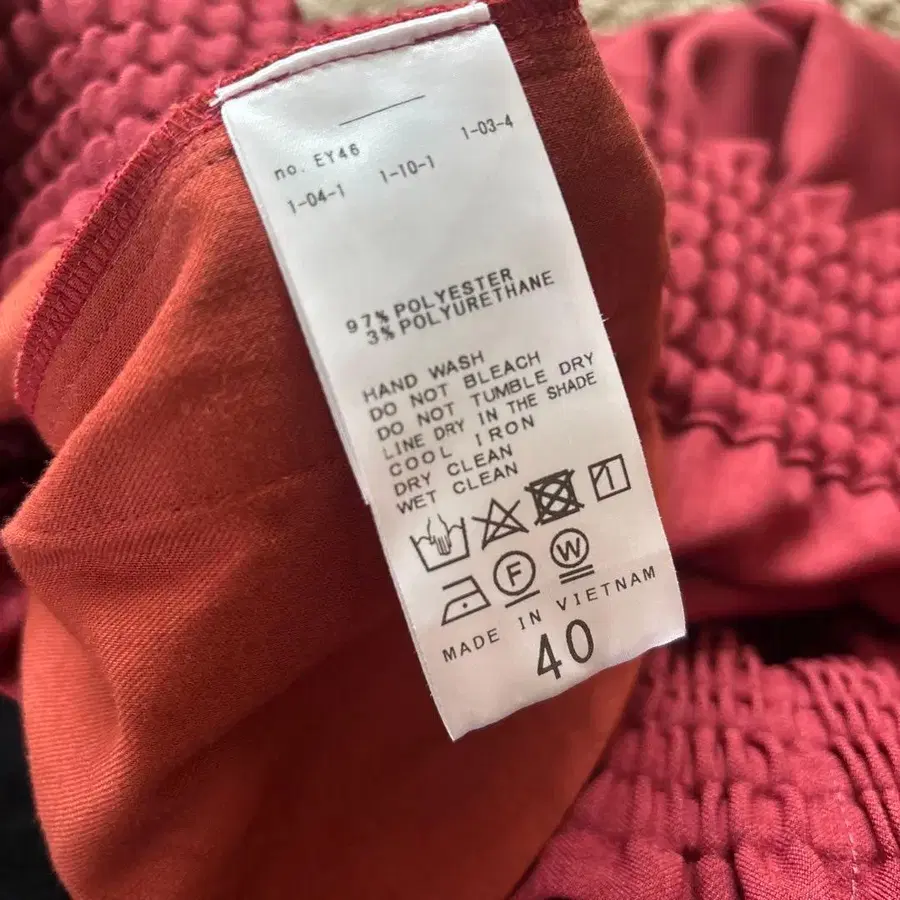 no. EY46
1-04-1 1-10-1 1-03-4
97% POLYESTER
3% POLYURETHANE
HAND WASH
DO NOT BLEACH
DO NOT TUMBLE DRY
LINE DRY IN THE SHADE
COOL IRON
DRY CLEAN
WET CLEAN
F W
MADE IN VIETNAM
40